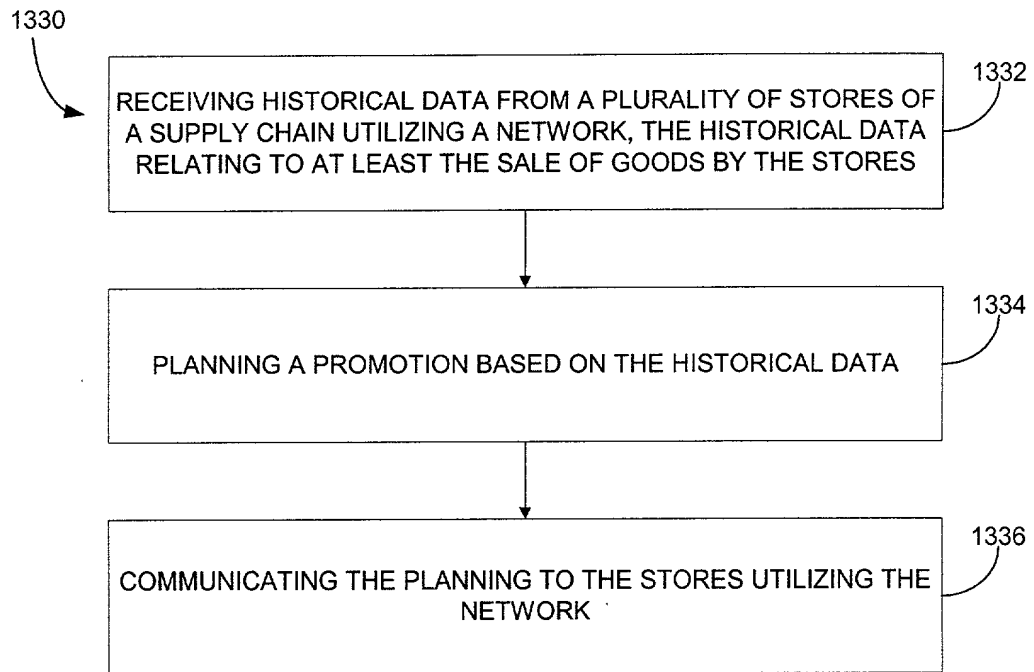 1330
1332
RECEIVING HISTORICAL DATA FROM A PLURALITY OF STORES OF
A SUPPLY CHAIN UTILIZING A NETWORK, THE HISTORICAL DATA
RELATING TO AT LEAST THE SALE OF GOODS BY THE STORES
1334
PLANNING A PROMOTION BASED ON THE HISTORICAL DATA
1336
COMMUNICATING THE PLANNING TO THE STORES UTILIZING THE
NETWORK